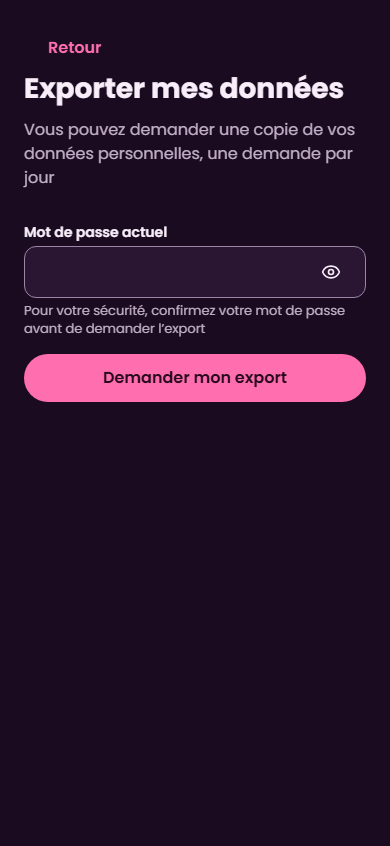 Retour
Exporter mes données
Vous pouvez demander une copie de vos
données personnelles, une demande par
jour
Mot de passe actuel
Pour votre sécurité, confirmez votre mot de passe
avant de demander l’export
Demander mon export